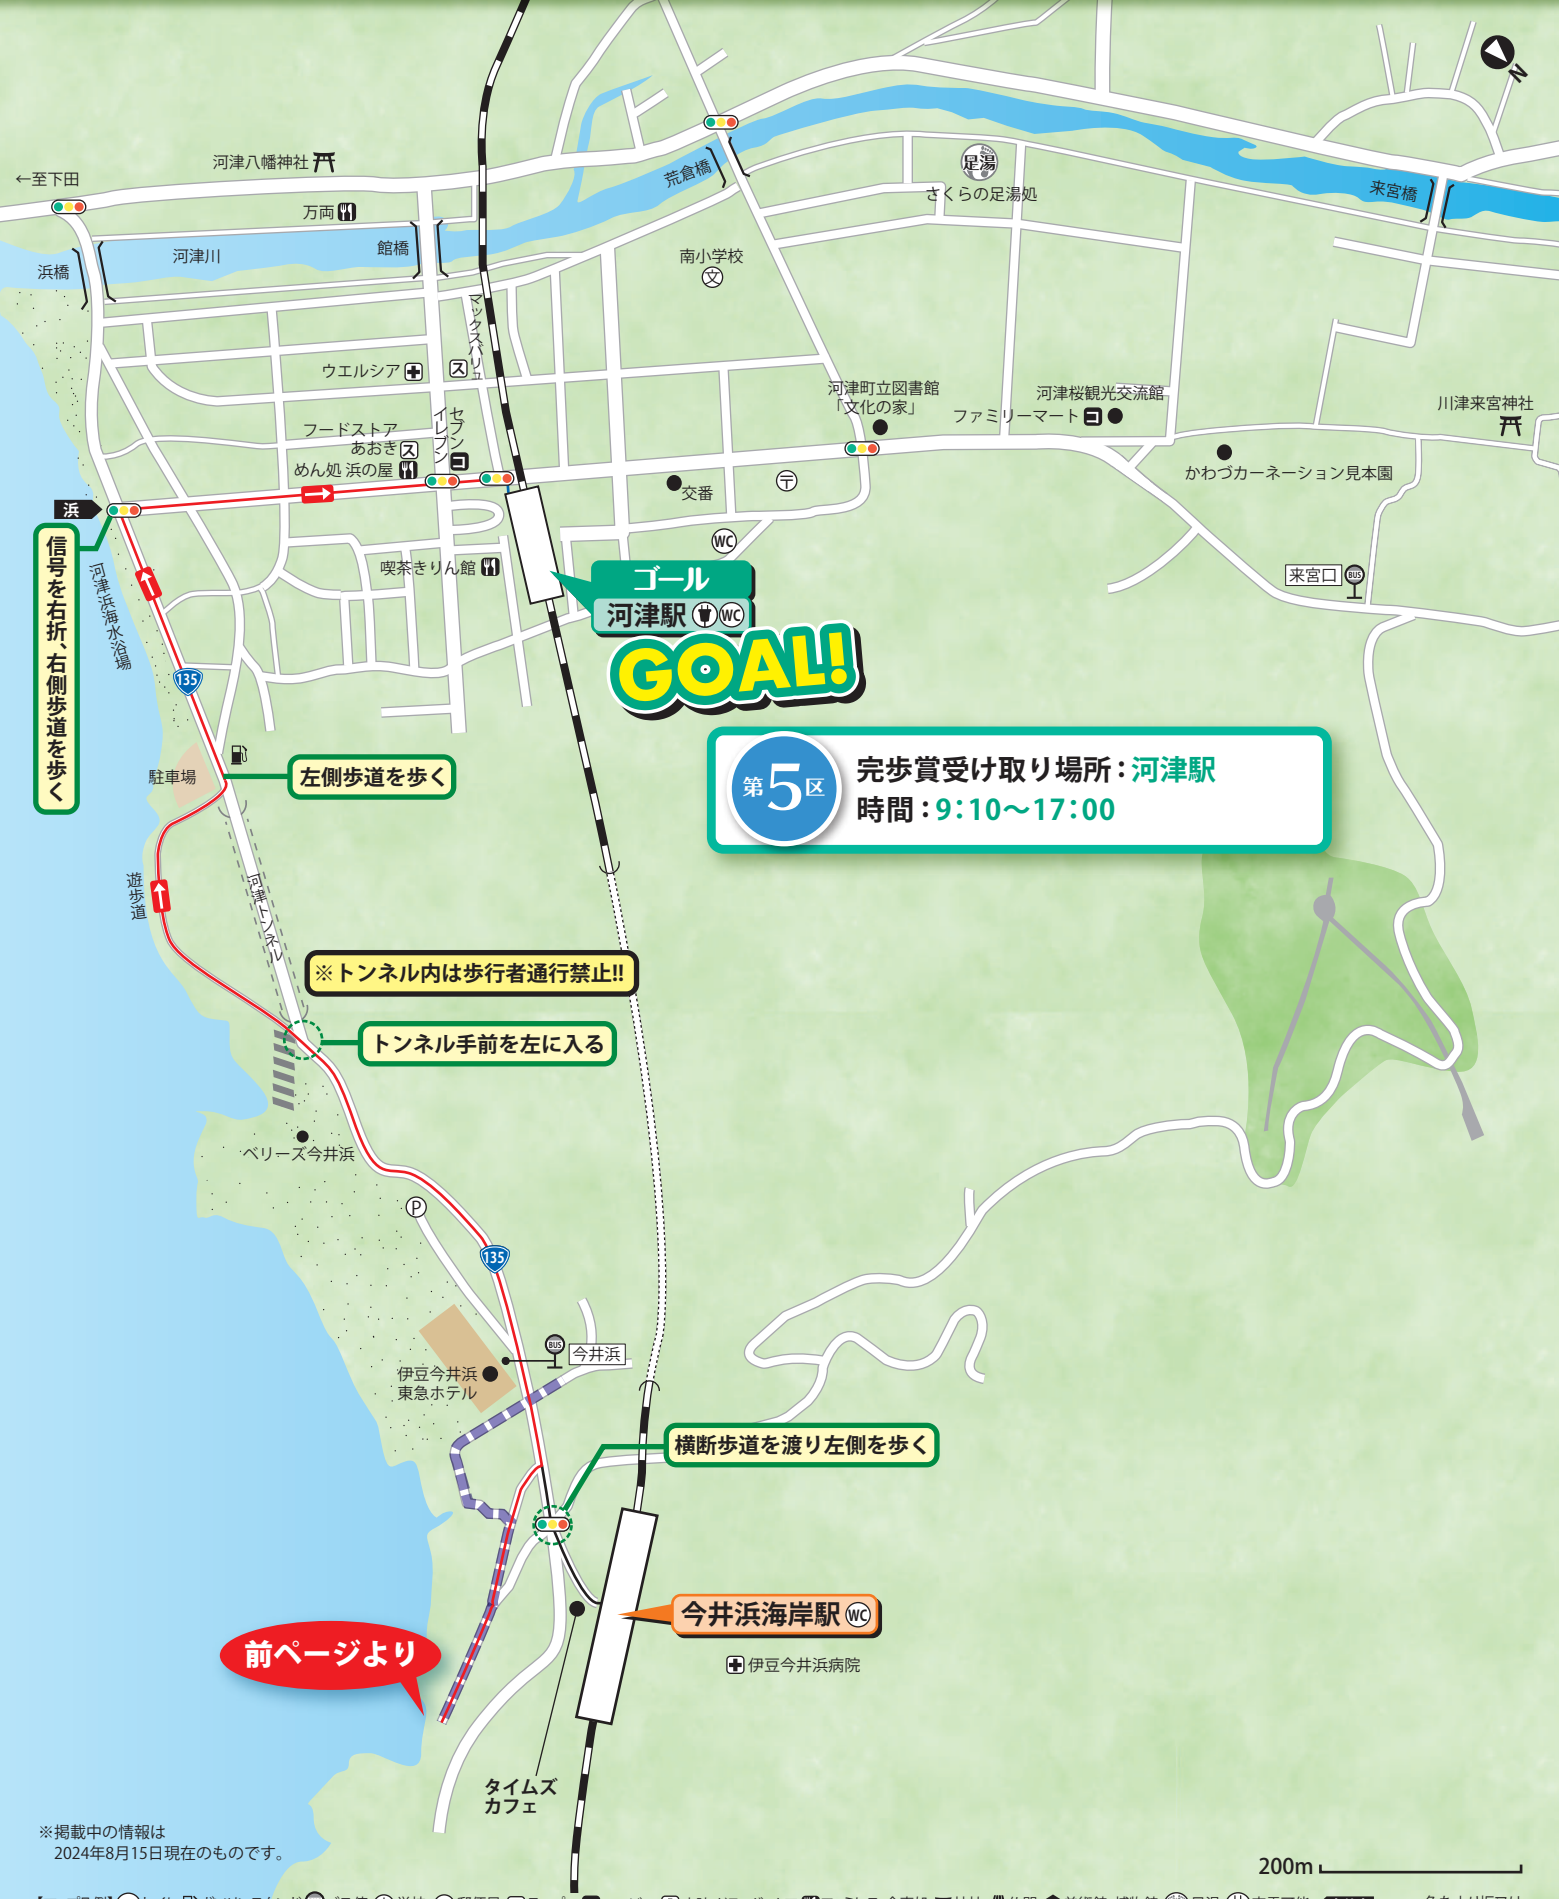 N
←至下田
河津八幡神社
万両
荒倉橋
足湯
さくらの足湯処
来宮橋
浜橋
河津川
館橋
南小学校
文
マックスバリュ
ス
ウエルシア
河津町立図書館
「文化の家」
河津桜観光交流館
ファミリーマート コ
川津来宮神社
セブン
イレブン
コ
フードストア
あおき ス
めん処 浜の屋
浜
交番
〒
かわづカーネーション見本園
WC
信号を右折、右側歩道を歩く
河津浜海水浴場
喫茶きりん館
ゴール
河津駅 WC
GOAL!
来宮口
BUS
135
駐車場
左側歩道を歩く
第5区
完歩賞受け取り場所：河津駅
時間：9：10～17：00
遊歩道
河津トンネル
※トンネル内は歩行者通行禁止!!
トンネル手前を左に入る
ベリーズ今井浜
P
135
BUS
今井浜
伊豆今井浜
東急ホテル
横断歩道を渡り左側を歩く
今井浜海岸駅 WC
前ページより
伊豆今井浜病院
タイムズ
カフェ
※掲載中の情報は
2024年8月15日現在のものです。
200m